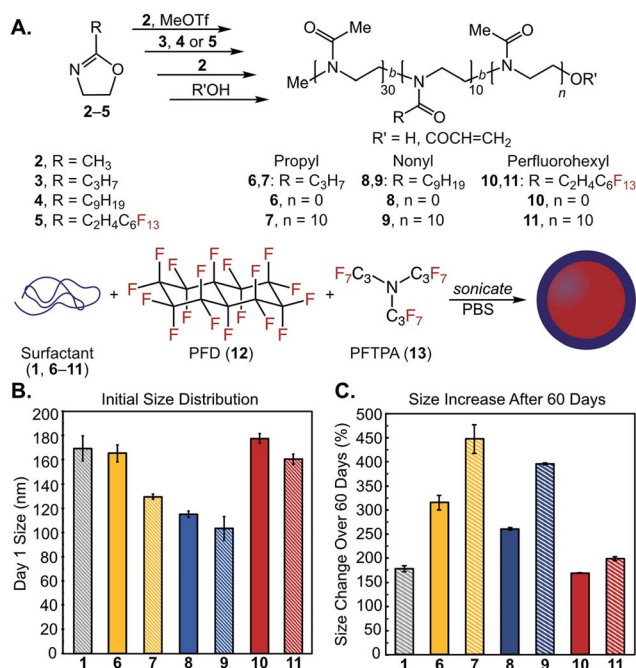 A.
R
N
O
2–5
2, MeOTf
3, 4 or 5
2
R'OH
Me
O
Me
N
b
30
N
R
O
b
10
Me
O
N
n
OR'
R' = H, COCH=CH2
2, R = CH3
3, R = C3H7
4, R = C9H19
5, R = C2H4C6F13
Propyl
6,7: R = C3H7
6, n = 0
7, n = 10
Nonyl
8,9: R = C9H19
8, n = 0
9, n = 10
Perfluorohexyl
10,11: R = C2H4C6F13
10, n = 0
11, n = 10
+
F F F F F F F F F F F F F F F F F F
+
F7C3
N
C3F7
C3F7
sonicate
PBS
Surfactant
(1, 6–11)
PFD (12)
PFTPA (13)
B.
Initial Size Distribution
Day 1 Size (nm)
200
180
160
140
120
100
80
60
40
20
0
1 6 7 8 9 10 11
C.
Size Increase After 60 Days
Size Change Over 60 Days (%)
500
450
400
350
300
250
200
150
100
50
0
1 6 7 8 9 10 11